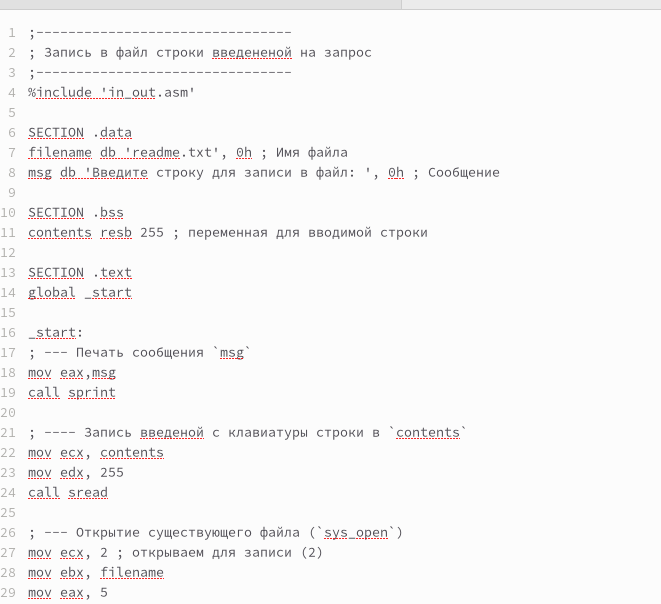 1 ;--------------------------------
2 ; Запись в файл строки введененой на запрос
3 ;--------------------------------
4 %include 'in_out.asm'
5
6 SECTION .data
7 filename db 'readme.txt', 0h ; Имя файла
8 msg db 'Введите строку для записи в файл: ', 0h ; Сообщение
9
10 SECTION .bss
11 contents resb 255 ; переменная для вводимой строки
12
13 SECTION .text
14 global _start
15
16 _start:
17 ; --- Печать сообщения `msg`
18 mov eax,msg
19 call sprint
20
21 ; ---- Запись введеной с клавиатуры строки в `contents`
22 mov ecx, contents
23 mov edx, 255
24 call sread
25
26 ; --- Открытие существующего файла (`sys_open`)
27 mov ecx, 2 ; открываем для записи (2)
28 mov ebx, filename
29 mov eax, 5